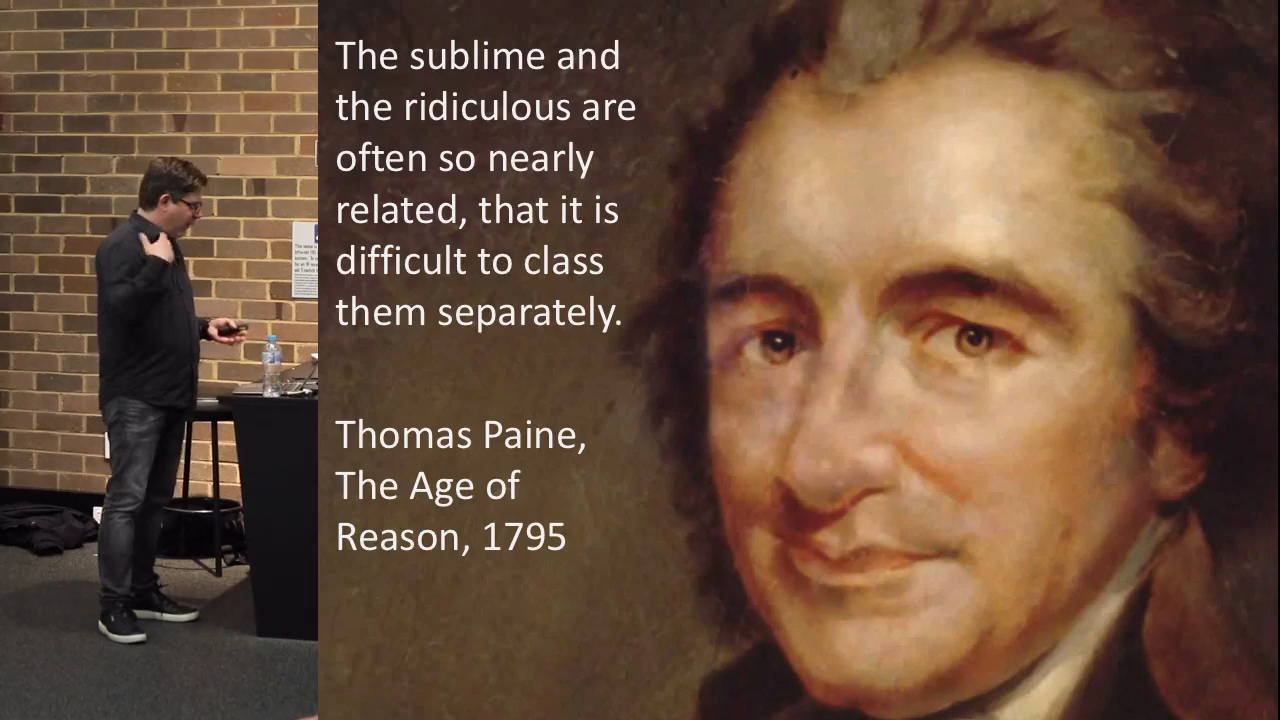 The sublime and
the ridiculous are
often so nearly
related, that it is
difficult to class
them separately.
Thomas Paine,
The Age of
Reason, 1795